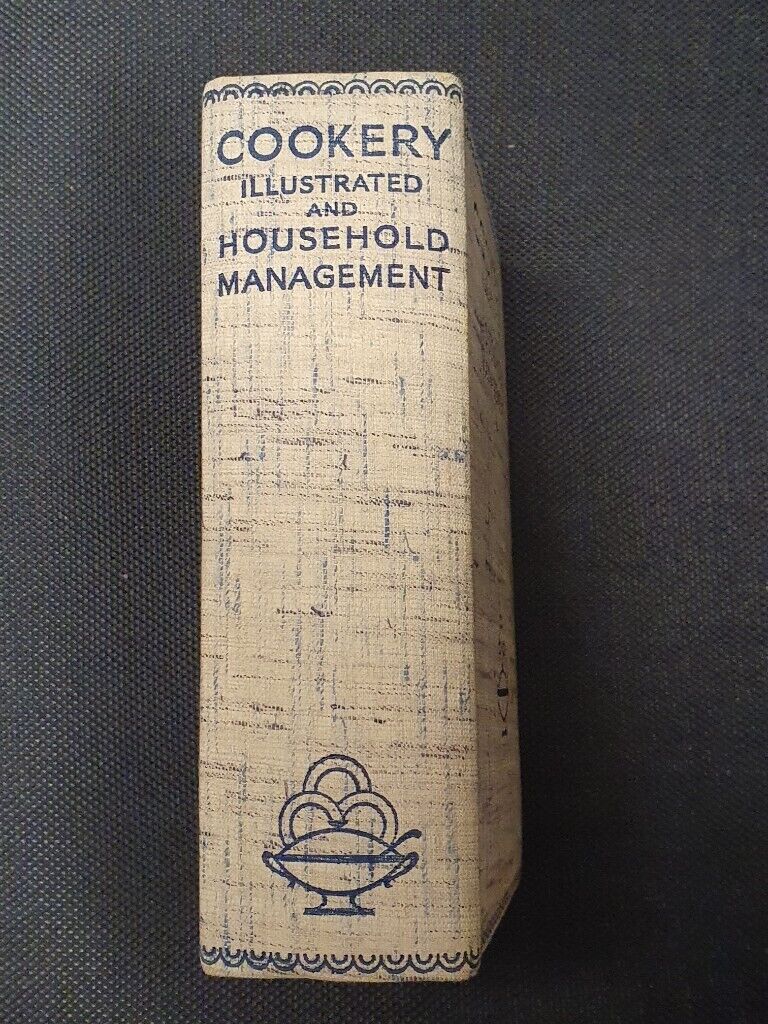 COOKERY
ILLUSTRATED
AND
HOUSEHOLD
MANAGEMENT